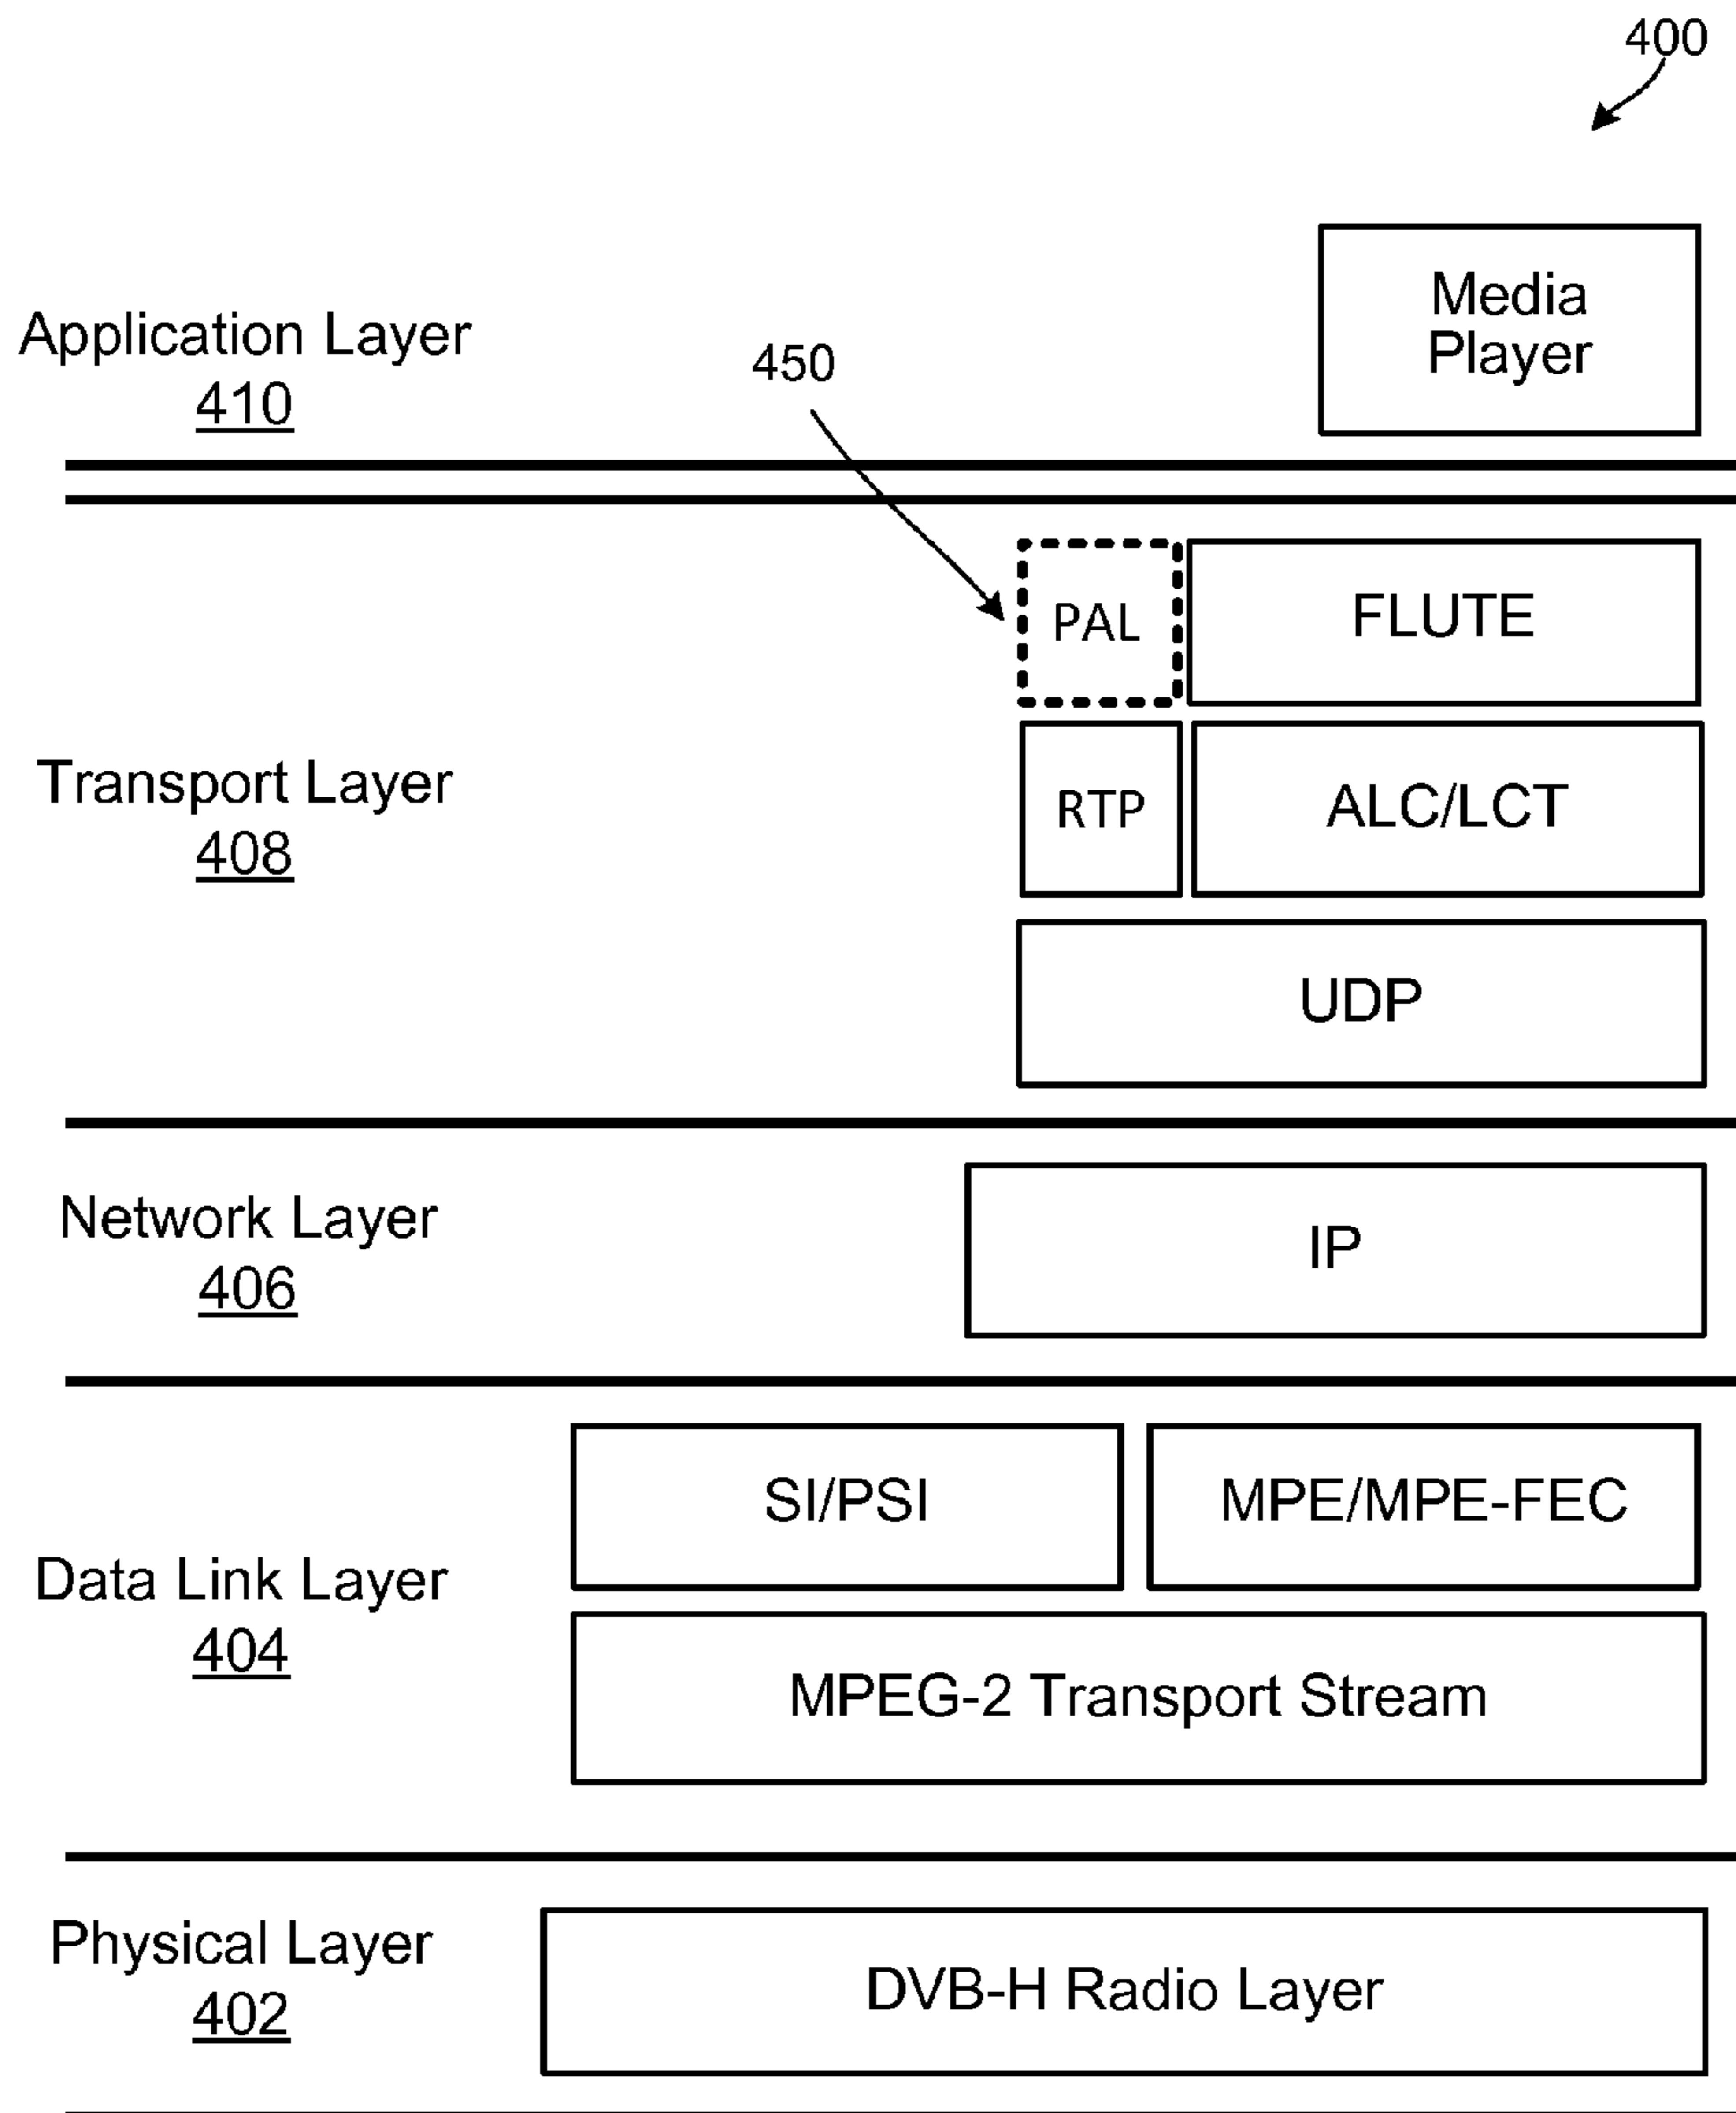 400
Media
Player
Application Layer
410
450
PAL
FLUTE
Transport Layer
408
RTP
ALC/LCT
UDP
Network Layer
406
IP
SI/PSI
MPE/MPE-FEC
Data Link Layer
404
MPEG-2 Transport Stream
Physical Layer
402
DVB-H Radio Layer